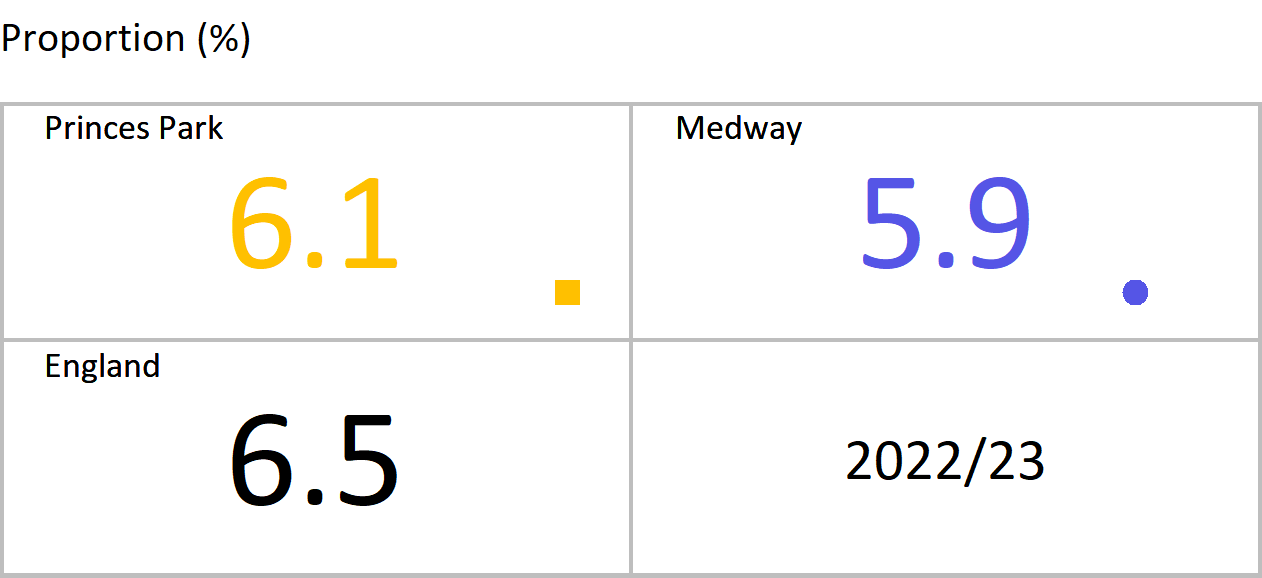 Proportion (%)
Princes Park
6.1
Medway
5.9
England
6.5
2022/23